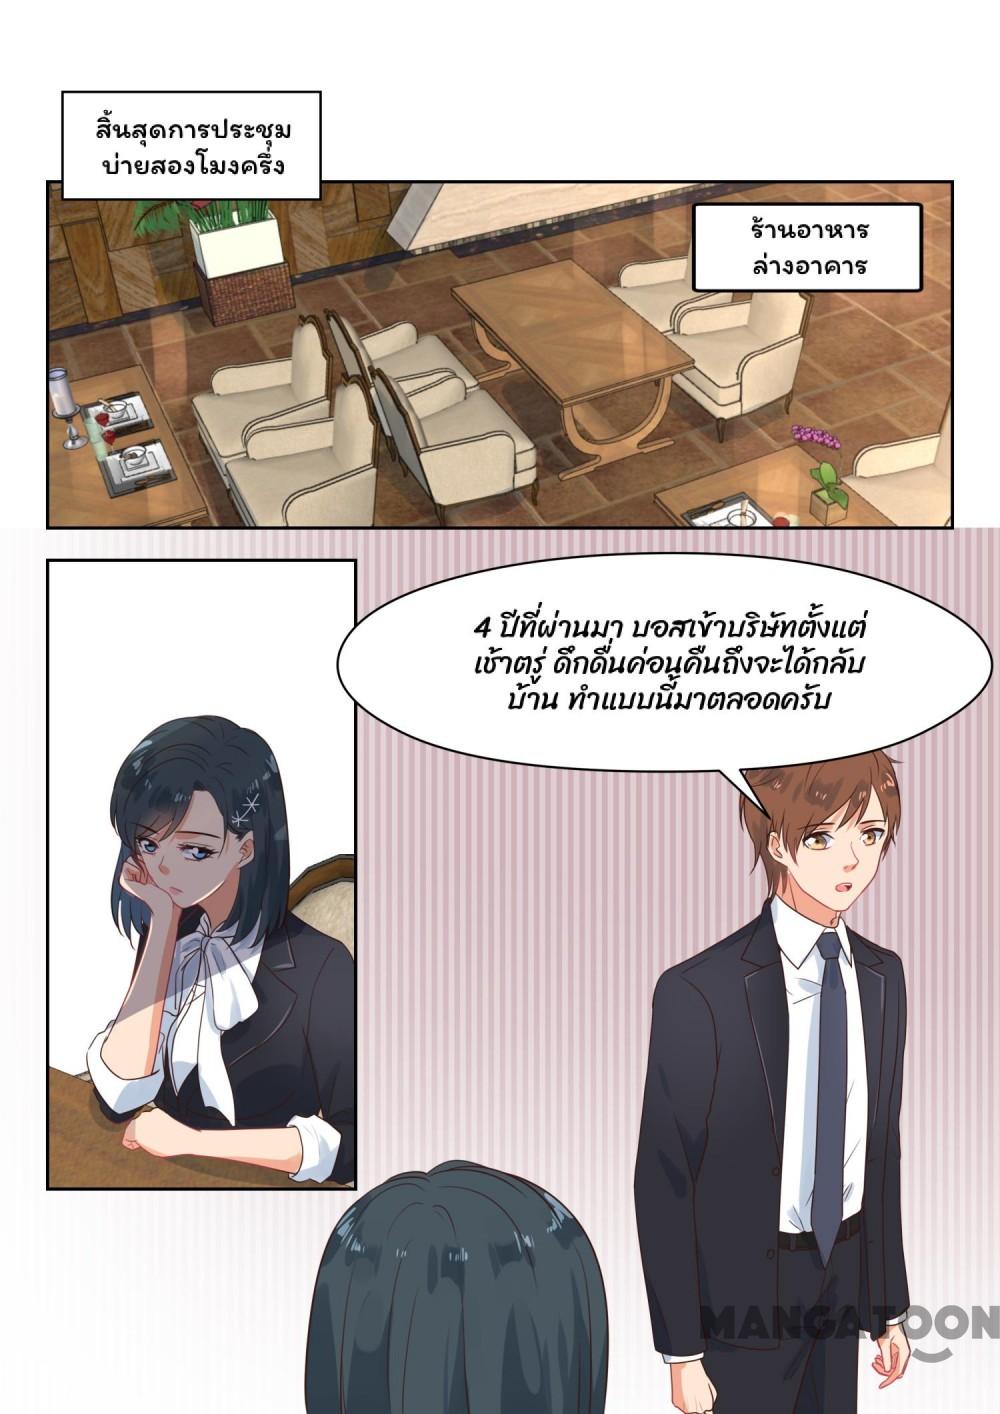 สิ้นสุดการประชุม
บ่ายสองโมงครึ่ง
ร้านอาหาร
ล่างอาคาร
4 ปีที่ผ่านมา บอสเข้าบริษัทตั้งแต่
เช้าตรู่ ดึกดื่นค่อนคืนถึงจะได้กลับ
บ้าน ทำแบบนี้มาตลอดครับ
MANGATOON